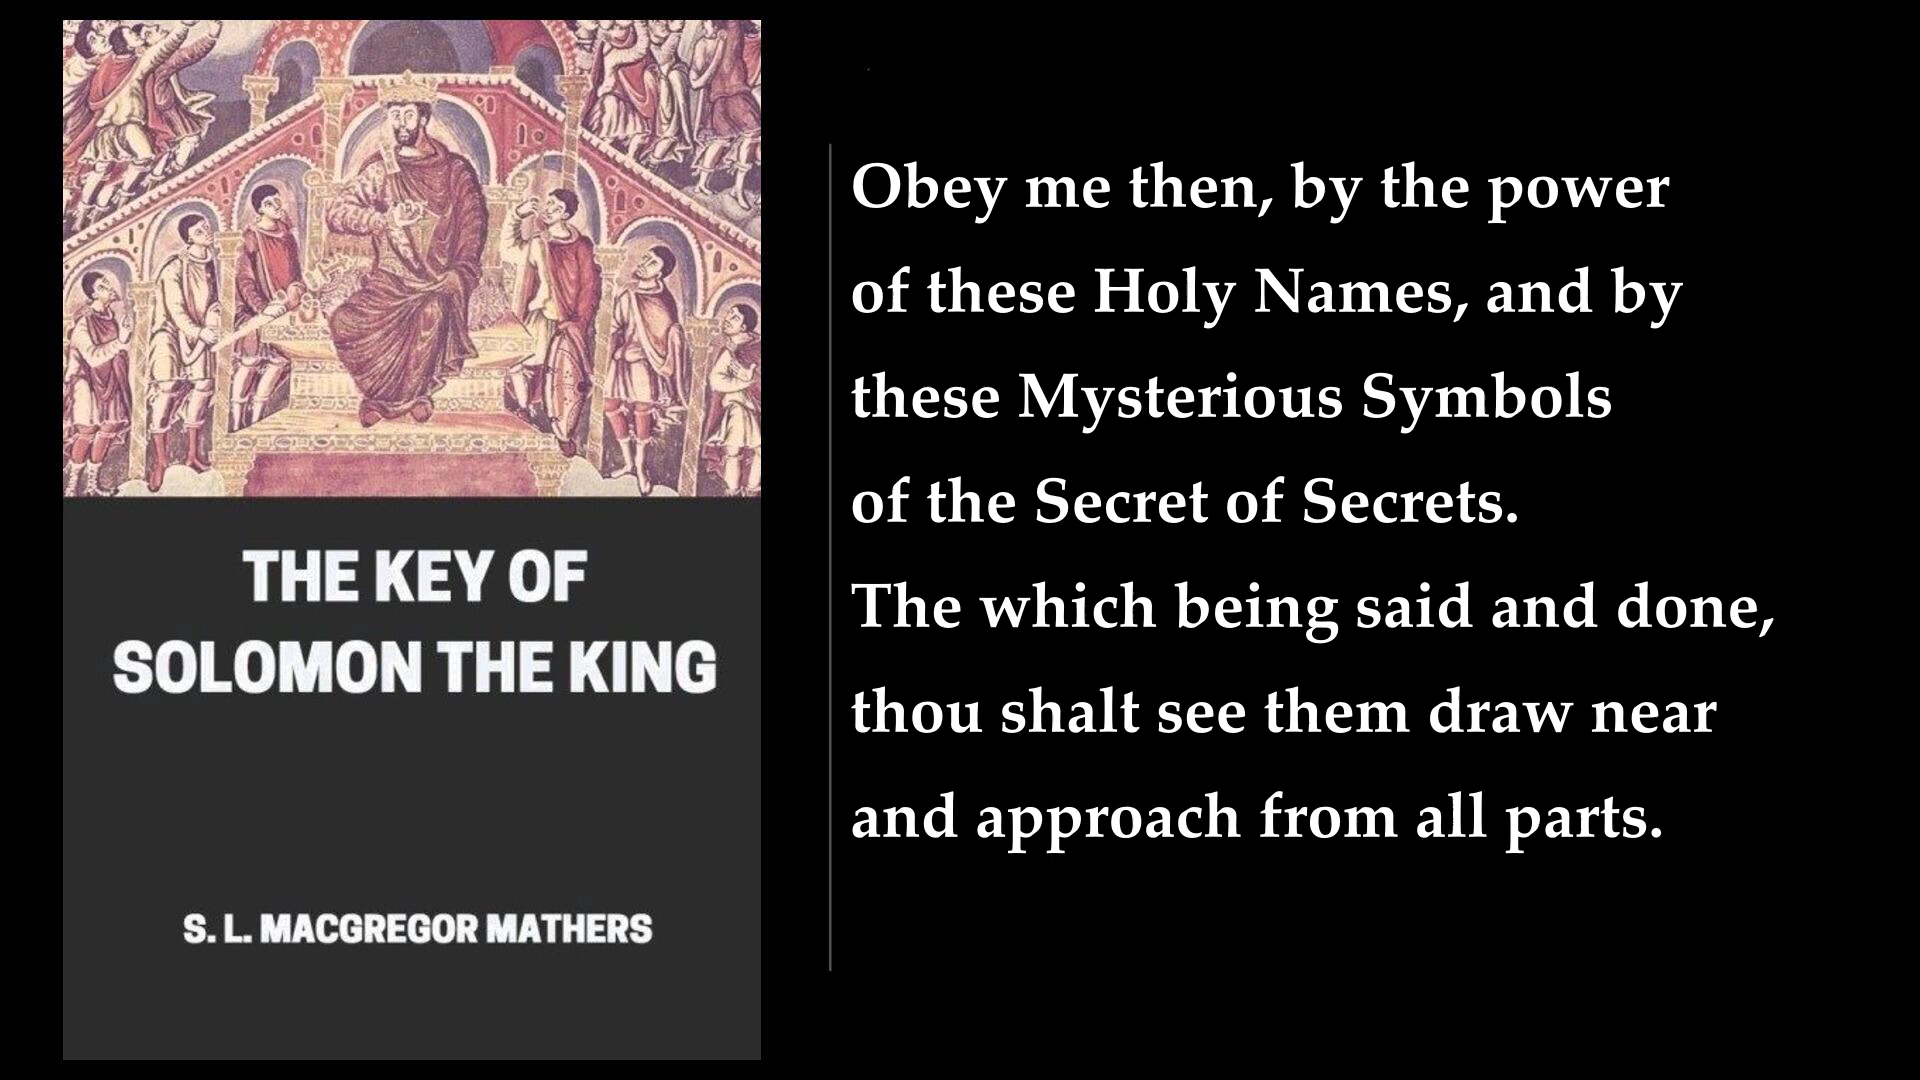 THE KEY OF
SOLOMON THE KING
S. L. MACGREGOR MATHERS
Obey me then, by the power
of these Holy Names, and by
these Mysterious Symbols
of the Secret of Secrets.
The which being said and done,
thou shalt see them draw near
and approach from all parts.